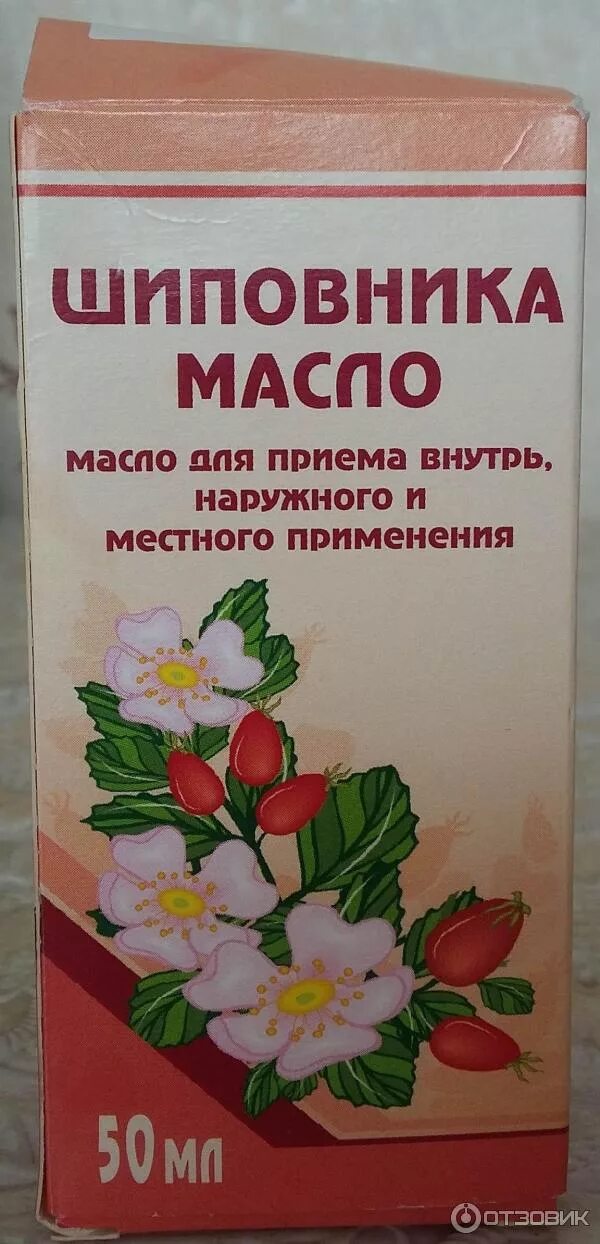 ШИПОВНИКА
МАСЛО
масло для приема внутрь,
наружного и
местного применения
50 мл
ОТЗОВИК